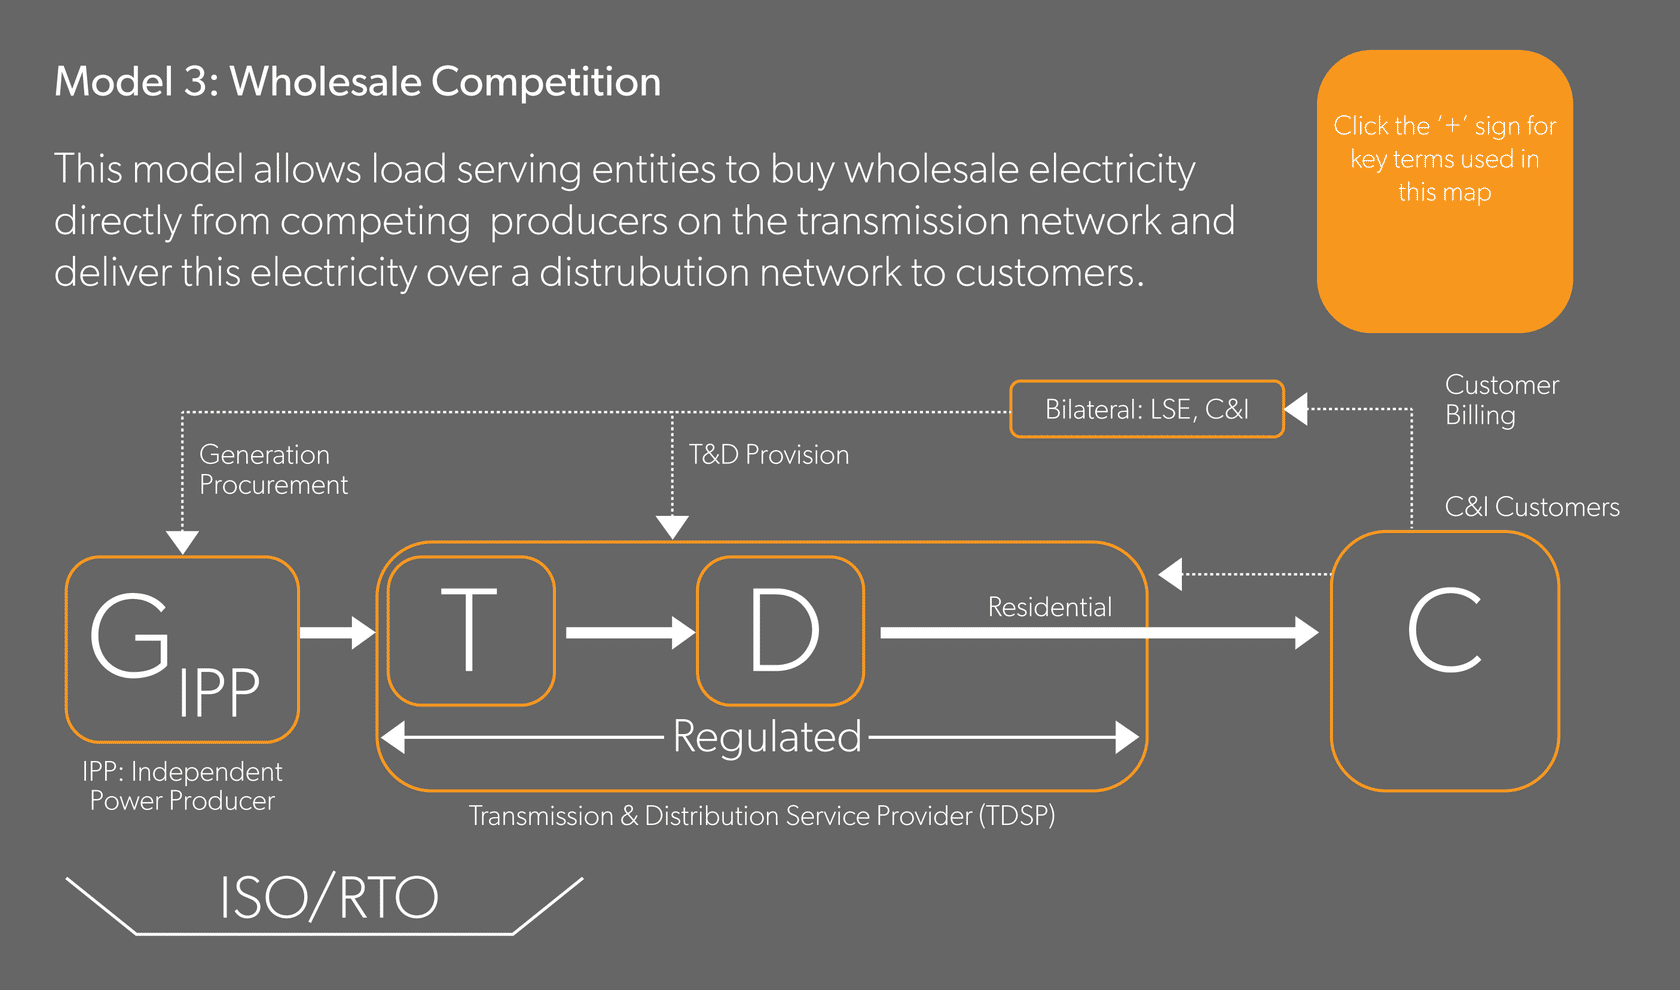 Model 3: Wholesale Competition
This model allows load serving entities to buy wholesale electricity
directly from competing producers on the transmission network and
deliver this electricity over a distrubution network to customers.
Click the ‘+’ sign for
key terms used in
this map
Bilateral: LSE, C&I
Customer
Billing
Generation
Procurement
T&D Provision
C&I Customers
G
IPP
T
D
Residential
C
Regulated
IPP: Independent
Power Producer
Transmission & Distribution Service Provider (TDSP)
ISO/RTO